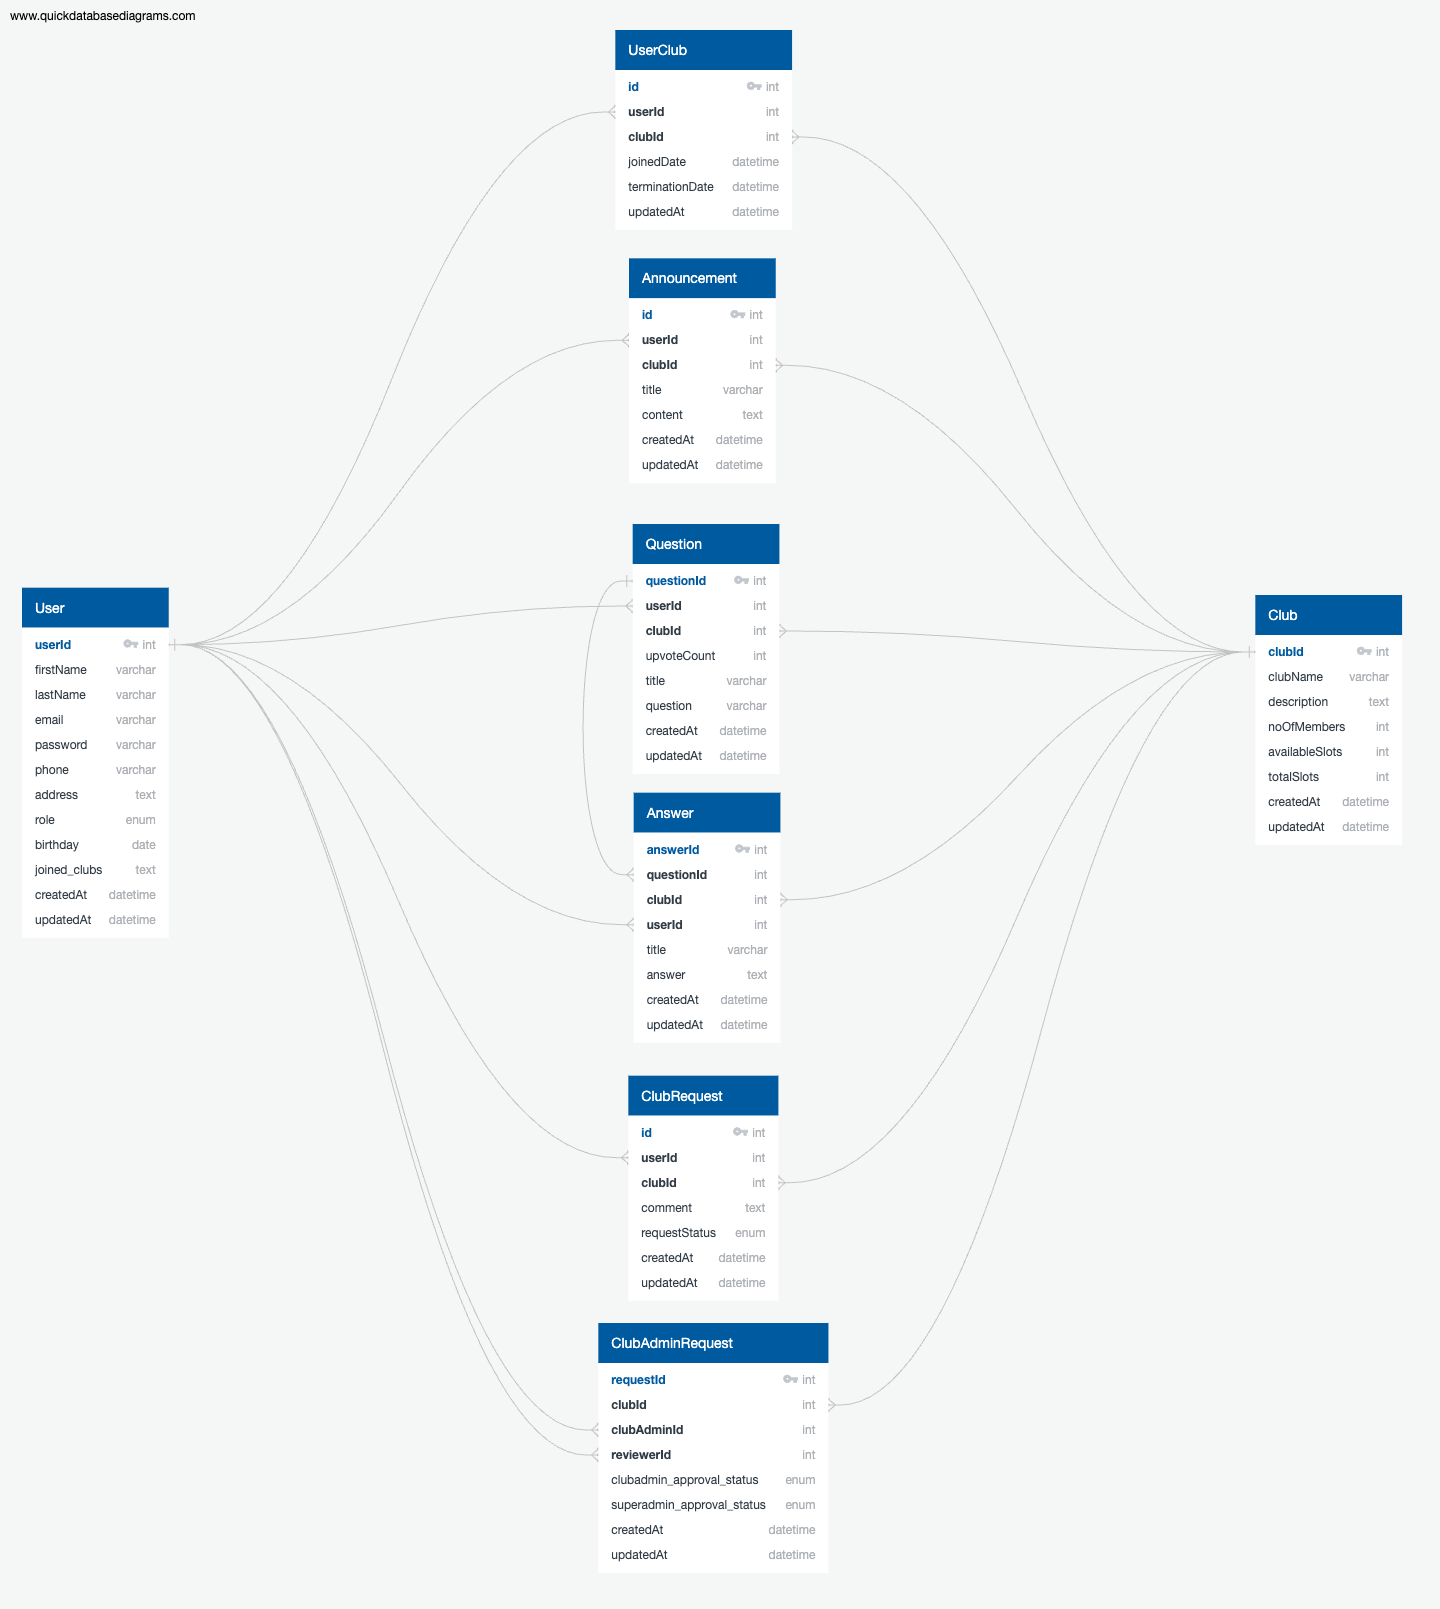 www.quickdatabasediagrams.com
UserClub
id int
userId int
clubId int
joinedDate datetime
terminationDate datetime
updatedAt datetime
Announcement
id int
userId int
clubId int
title varchar
content text
createdAt datetime
updatedAt datetime
Question
questionId int
userId int
clubId int
upvoteCount int
title varchar
question varchar
createdAt datetime
updatedAt datetime
User
userId int
firstName varchar
lastName varchar
email varchar
password varchar
phone varchar
address text
role enum
birthday date
joined_clubs text
createdAt datetime
updatedAt datetime
Club
clubId int
clubName varchar
description text
noOfMembers int
availableSlots int
totalSlots int
createdAt datetime
updatedAt datetime
Answer
answerId int
questionId int
clubId int
userId int
title varchar
answer text
createdAt datetime
updatedAt datetime
ClubRequest
id int
userId int
clubId int
comment text
requestStatus enum
createdAt datetime
updatedAt datetime
ClubAdminRequest
requestId int
clubId int
clubAdminId int
reviewerId int
clubadmin_approval_status enum
superadmin_approval_status enum
createdAt datetime
updatedAt datetime